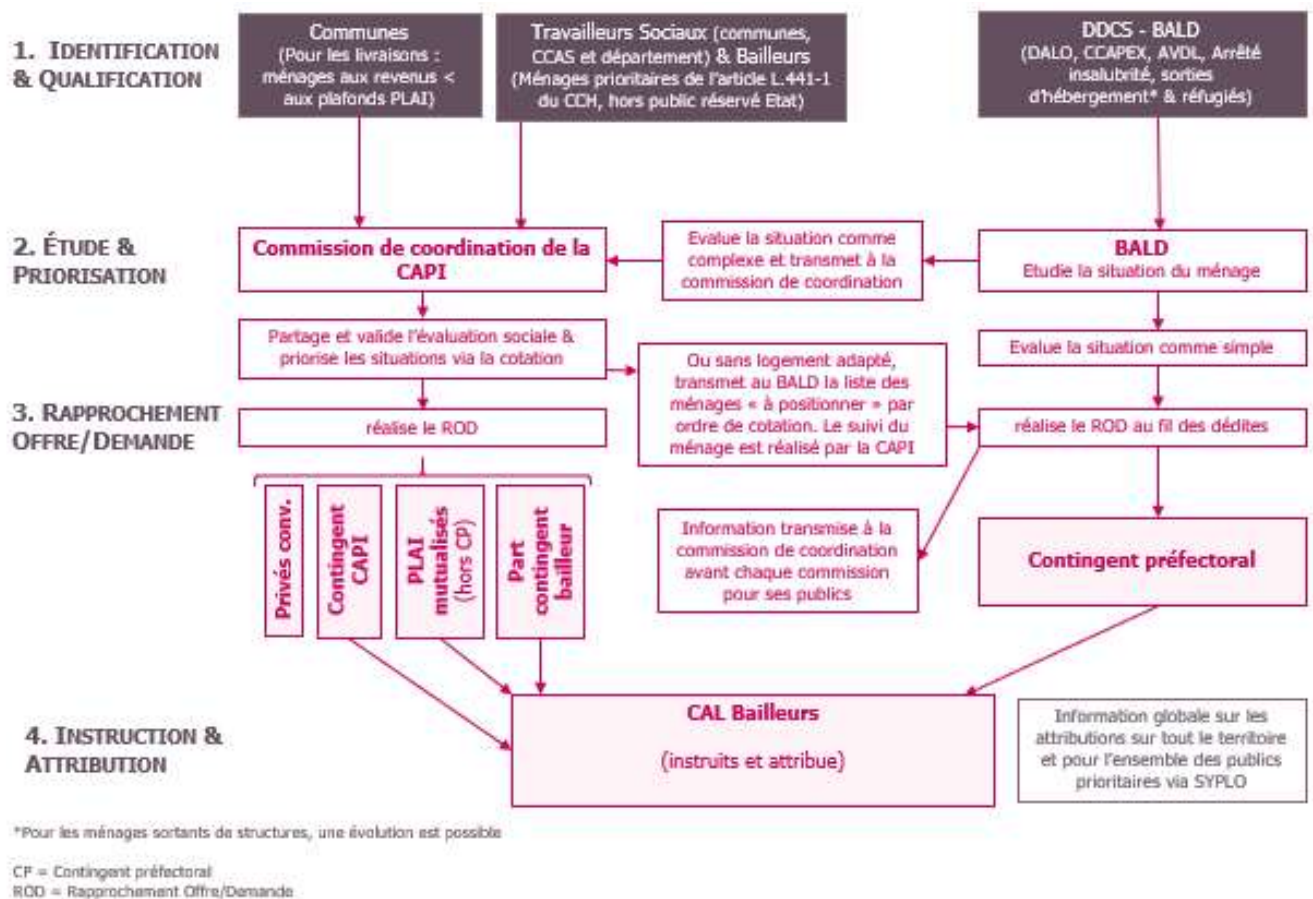 1. IDENTIFICATION
& QUALIFICATION
Communes
(Pour les livraisons :
ménages aux revenus <
aux plafonds PLAI)
Travailleurs Sociaux (communes,
CCAS et département) & Bailleurs
(Ménages prioritaires de l'article L.441-1
du CCH, hors public réservé Etat)
DDCS - BALD
(DALO, CCAPEX, AVDL, Arrêté
insalubrité, sorties
d'hébergement* & réfugiés)
2. ÉTUDE &
PRIORISATION
Commission de coordination de la
CAPI
Evalue la situation comme
complexe et transmet à la
commission de coordination
BALD
Etudie la situation du ménage
Partage et valide l'évaluation sociale &
priorise les situations via la cotation
Ou sans logement adapté,
transmet au BALD la liste des
ménages « à positionner » par
ordre de cotation. Le suivi du
ménage est réalisé par la CAPI
Evalue la situation comme simple
3. RAPPROCHEMENT
OFFRE/DEMANDE
réalise le ROD
réalise le ROD au fil des dédites
Privés conv.
Contingent
CAPI
PLAI
mutualisés
(hors CP)
Part
contingent
bailleur
Information transmise à la
commission de coordination
avant chaque commission
pour ses publics
Contingent préfectoral
4. INSTRUCTION &
ATTRIBUTION
CAL Bailleurs
(instruits et attribue)
Information globale sur les
attributions sur tout le territoire
et pour l'ensemble des publics
prioritaires via SYPLO
*Pour les ménages sortants de structures, une évolution est possible
CP = Contingent préfectoral
ROD = Rapprochement Offre/Demande